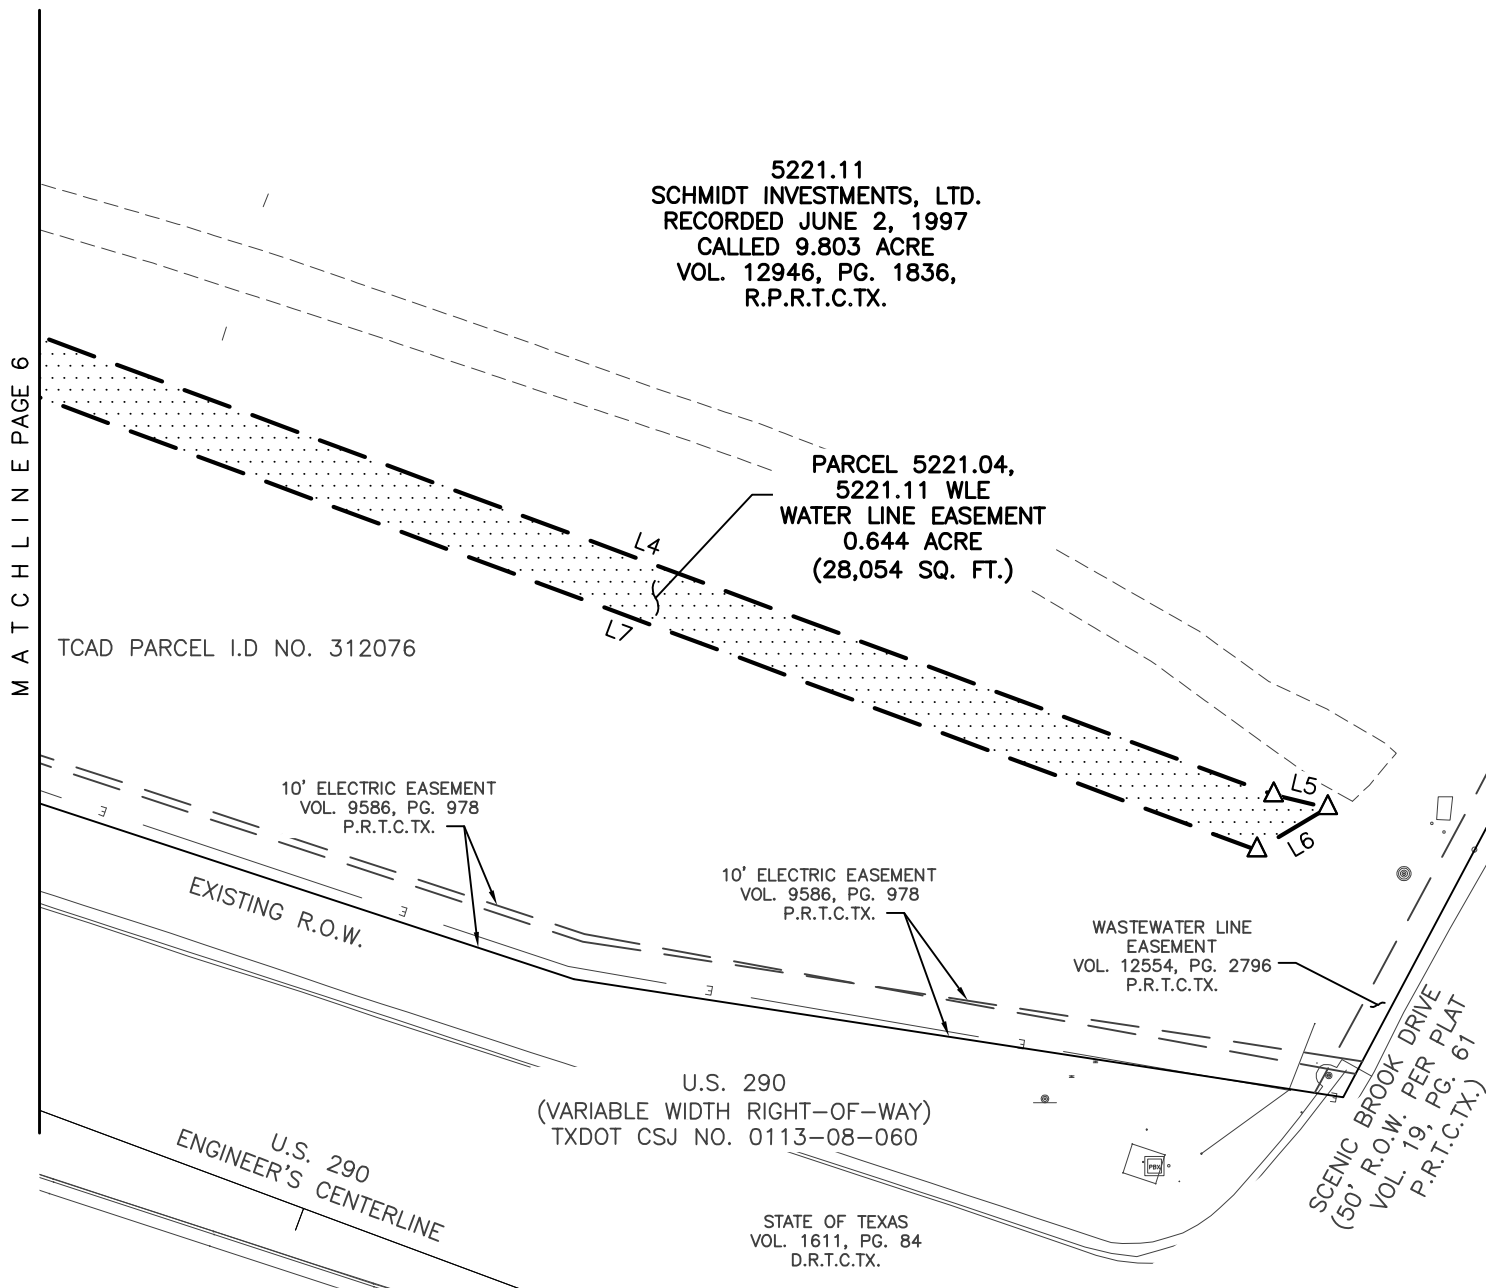 5221.11
SCHMIDT INVESTMENTS, LTD.
RECORDED JUNE 2, 1997
CALLED 9.803 ACRE
VOL. 12946, PG. 1836,
R.P.R.T.C.TX.
MATCHLINE PAGE 6
PARCEL 5221.04,
5221.11 WLE
WATER LINE EASEMENT
0.644 ACRE
(28,054 SQ. FT.)
L4
L7
TCAD PARCEL I.D NO. 312076
L5
L6
10' ELECTRIC EASEMENT
VOL. 9586, PG. 978
P.R.T.C.TX.
E
E
E
E
E
EXISTING R.O.W.
10' ELECTRIC EASEMENT
VOL. 9586, PG. 978
P.R.T.C.TX.
WASTEWATER LINE
EASEMENT
VOL. 12554, PG. 2796
P.R.T.C.TX.
SCENIC BROOK DRIVE
(50' R.O.W. PER PLAT
VOL. 19, PG. 61
P.R.T.C.TX.)
U.S. 290
(VARIABLE WIDTH RIGHT-OF-WAY)
TXDOT CSJ NO. 0113-08-060
U.S. 290
ENGINEER'S CENTERLINE
PBX
STATE OF TEXAS
VOL. 1611, PG. 84
D.R.T.C.TX.